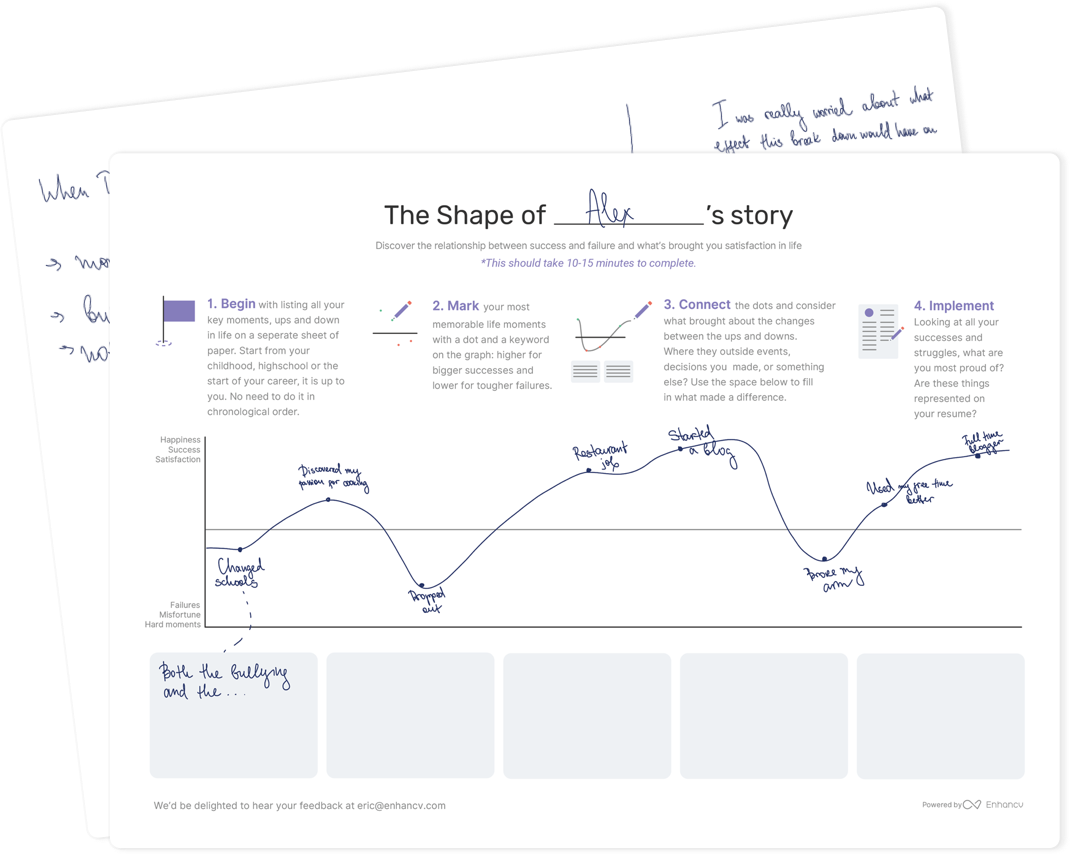 I was really worried about what
effect this break down would have on
When
The Shape of Alex 's story
Discover the relationship between success and failure and what's brought you satisfaction in life
*This should take 10-15 minutes to complete.
1. Begin with listing all your
key moments, ups and down
in life on a seperate sheet of
paper. Start from your
childhood, highschool or the
start of your career, it is up to
you. No need to do it in
chronological order.
2. Mark your most
memorable life moments
with a dot and a keyword
on the graph: higher for
bigger successes and
lower for tougher failures.
3. Connect the dots and consider
what brought about the changes
between the ups and downs.
Where they outside events,
decisions you made, or something
else? Use the space below to fill
in what made a difference.
4. Implement
Looking at all your
successes and
struggles, what are
you most proud of?
Are these things
represented on
your resume?
Happiness
Success
Satisfaction
Discovered my
passion for cooking
Restaurant
job
Started
a blog
Full time
blogger
Used my free time
better
Changed
schools
Dropped
out
Broke my
arm
Failures
Misfortune
Hard moments
Both the bullying
and the ...
We'd be delighted to hear your feedback at eric@enhancv.com
Powered by Enhancv